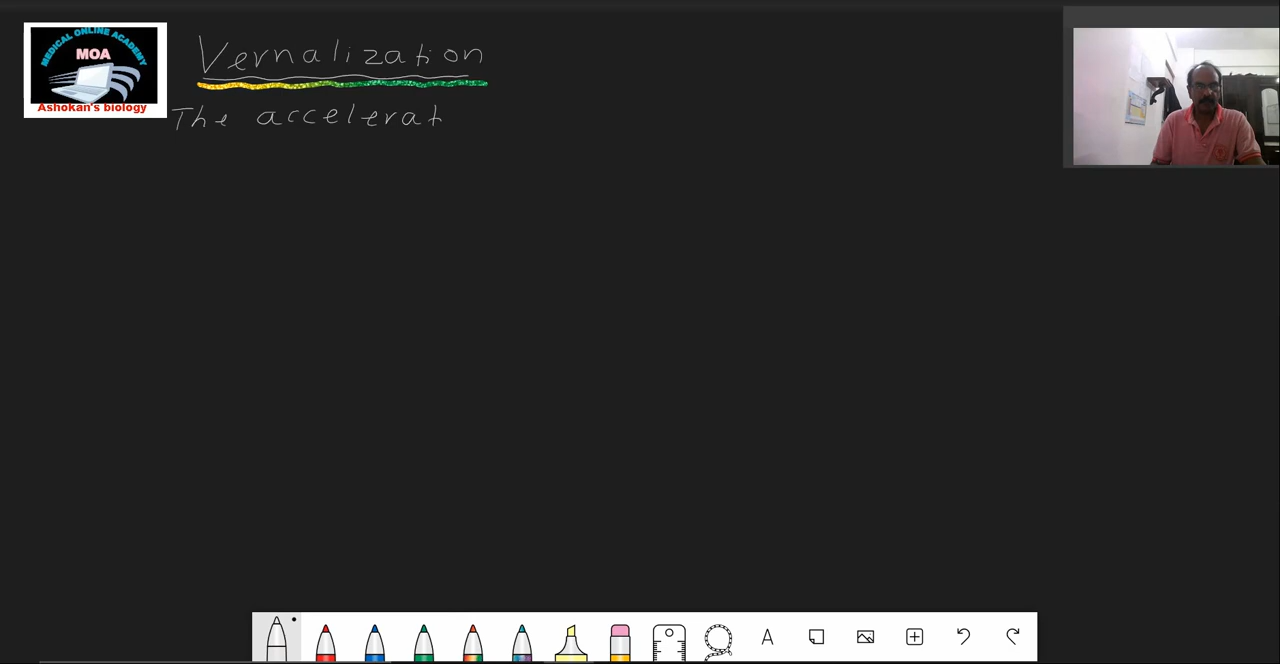 MEDICAL ONLINE ACADEMY
MOA
Ashokan's biology
Vernalization
The accelerat